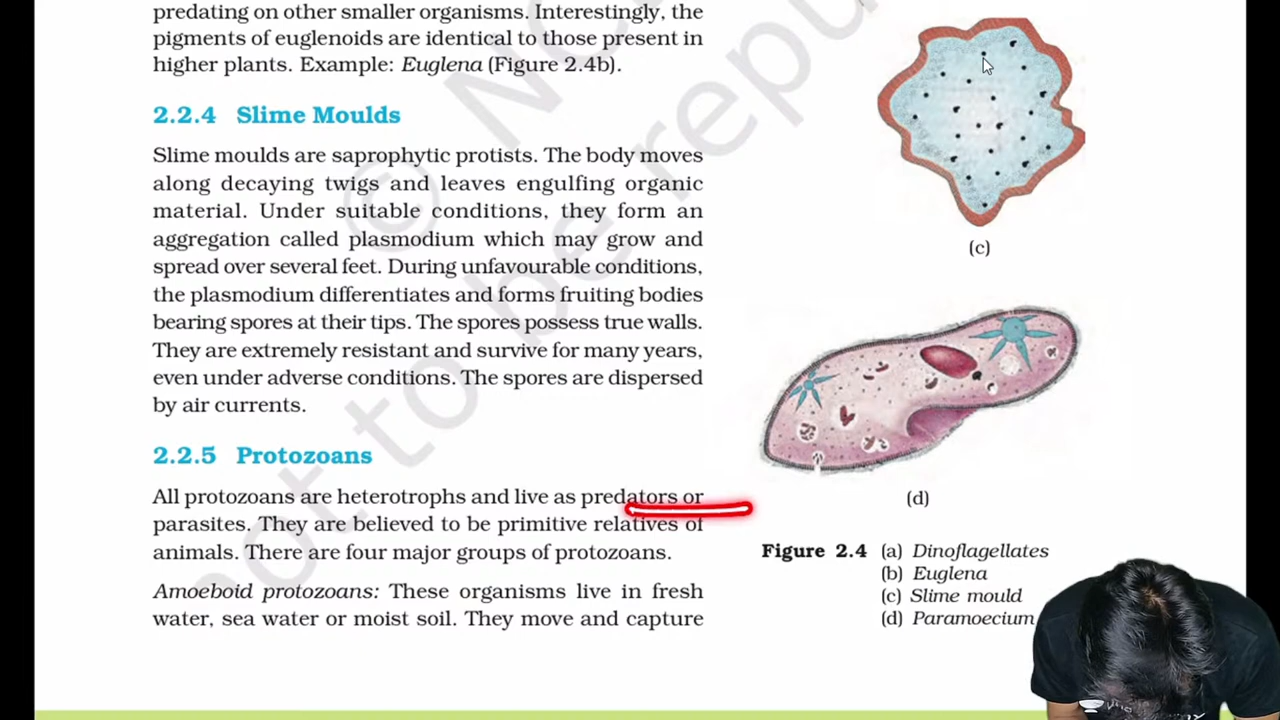 predating on other smaller organisms. Interestingly, the
pigments of euglenoids are identical to those present in
higher plants. Example: Euglena (Figure 2.4b).
2.2.4 Slime Moulds
Slime moulds are saprophytic protists. The body moves
along decaying twigs and leaves engulfing organic
material. Under suitable conditions, they form an
aggregation called plasmodium which may grow and
spread over several feet. During unfavourable conditions,
the plasmodium differentiates and forms fruiting bodies
bearing spores at their tips. The spores possess true walls.
They are extremely resistant and survive for many years,
even under adverse conditions. The spores are dispersed
by air currents.
2.2.5 Protozoans
All protozoans are heterotrophs and live as predators or
parasites. They are believed to be primitive relatives of
animals. There are four major groups of protozoans.
Amoeboid protozoans: These organisms live in fresh
water, sea water or moist soil. They move and capture
(c)
(d)
Figure 2.4 (a) Dinoflagellates
(b) Euglena
(c) Slime mould
(d) Paramoecium
© N
not to be repu